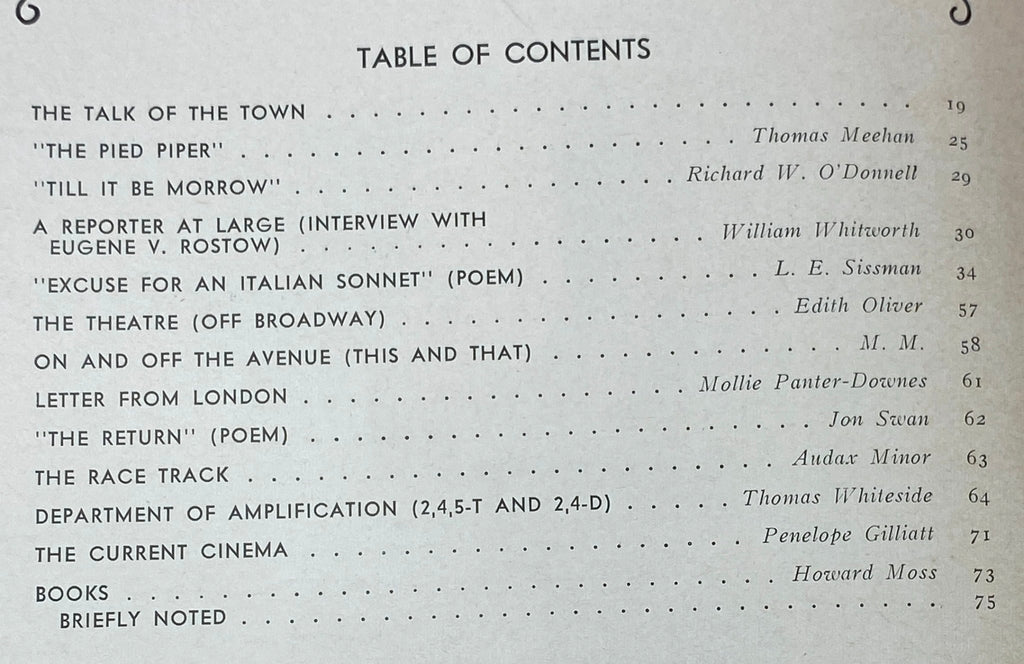 TABLE OF CONTENTS
THE TALK OF THE TOWN . . . . . . . . . . . . . . . . . . . . . . . . . . 19
"THE PIED PIPER" . . . . . . . . . . . . . . . . . . . . . . Thomas Meehan 25
"TILL IT BE MORROW" . . . . . . . . . . . . . . . . . Richard W. O'Donnell 29
A REPORTER AT LARGE (INTERVIEW WITH
EUGENE V. ROSTOW) . . . . . . . . . . . . . . . . . . William Whitworth 30
"EXCUSE FOR AN ITALIAN SONNET" (POEM) . . . . . . . . . . L. E. Sissman 34
THE THEATRE (OFF BROADWAY) . . . . . . . . . . . . . . . . . Edith Oliver 57
ON AND OFF THE AVENUE (THIS AND THAT) . . . . . . . . . . . . . M. M. 58
LETTER FROM LONDON . . . . . . . . . . . . . . . . . Mollie Panter-Downes 61
"THE RETURN" (POEM) . . . . . . . . . . . . . . . . . . . . . . Jon Swan 62
THE RACE TRACK . . . . . . . . . . . . . . . . . . . . . . . Audax Minor 63
DEPARTMENT OF AMPLIFICATION (2,4,5-T AND 2,4-D) . . . . . Thomas Whiteside 64
THE CURRENT CINEMA . . . . . . . . . . . . . . . . . . . Penelope Gilliatt 71
BOOKS . . . . . . . . . . . . . . . . . . . . . . . . . . . . Howard Moss 73
BRIEFLY NOTED . . . . . . . . . . . . . . . . . . . . . . . . . . . . . 75